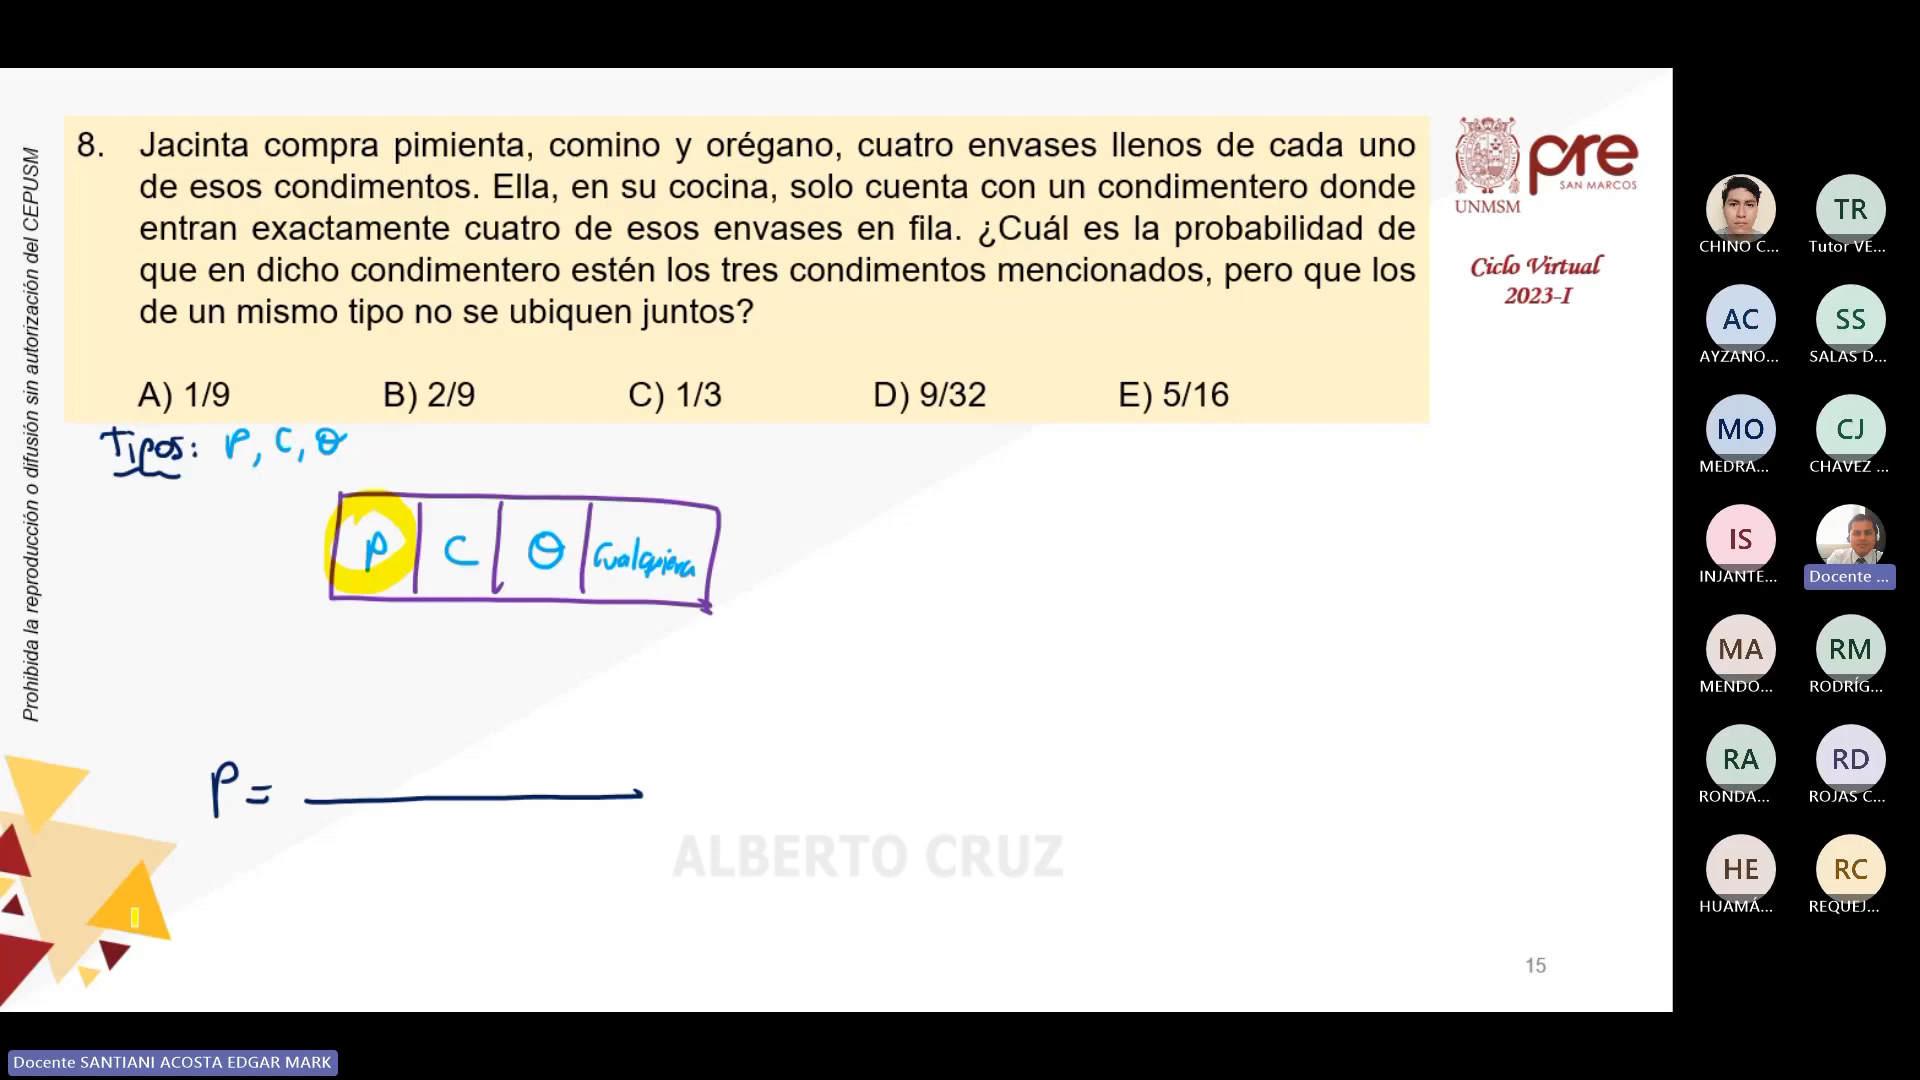 Prohibida la reproducción o difusión sin autorización del CEPUSM
8. Jacinta compra pimienta, comino y orégano, cuatro envases llenos de cada uno
de esos condimentos. Ella, en su cocina, solo cuenta con un condimentero donde
entran exactamente cuatro de esos envases en fila. ¿Cuál es la probabilidad de
que en dicho condimentero estén los tres condimentos mencionados, pero que los
de un mismo tipo no se ubiquen juntos?
A) 1/9 B) 2/9 C) 1/3 D) 9/32 E) 5/16
UNMSM
pre
SAN MARCOS
Ciclo Virtual
2023-I
Tipos: P, C, O
P C O Cualquiera
P =
ALBERTO CRUZ
15
CHINO C...
Tutor VE...
AC
SS
AYZANO...
SALAS D...
MO
CJ
MEDRA...
CHAVEZ ...
IS
INJANTE...
Docente ...
MA
RM
MENDO...
RODRÍG...
RA
RD
RONDA...
ROJAS C...
HE
RC
HUAMÁ...
REQUEJ...
TR
Docente SANTIANI ACOSTA EDGAR MARK